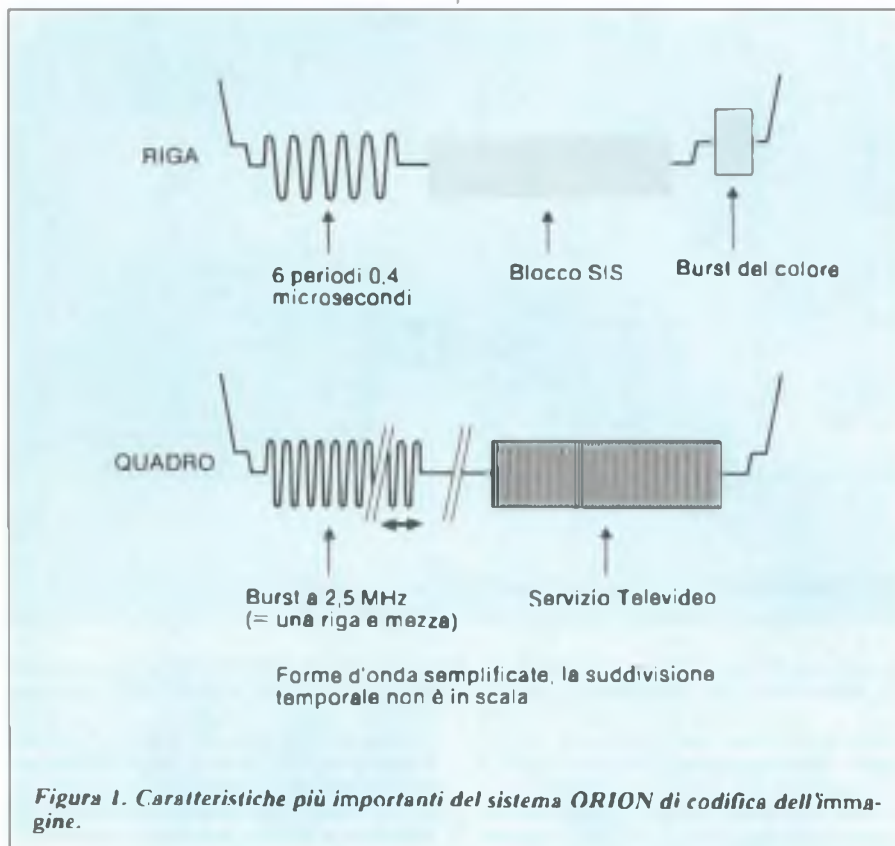 RIGA
6 periodi 0.4
microsecondi
Blocco SIS
Burst del colore
QUADRO
Burst a 2,5 MHz
(= una riga e mezza)
Servizio Televideo
Forme d'onda semplificate, la suddivisione
temporale non è in scala
Figura 1. Caratteristiche più importanti del sistema ORION di codifica dell'imma-
gine.